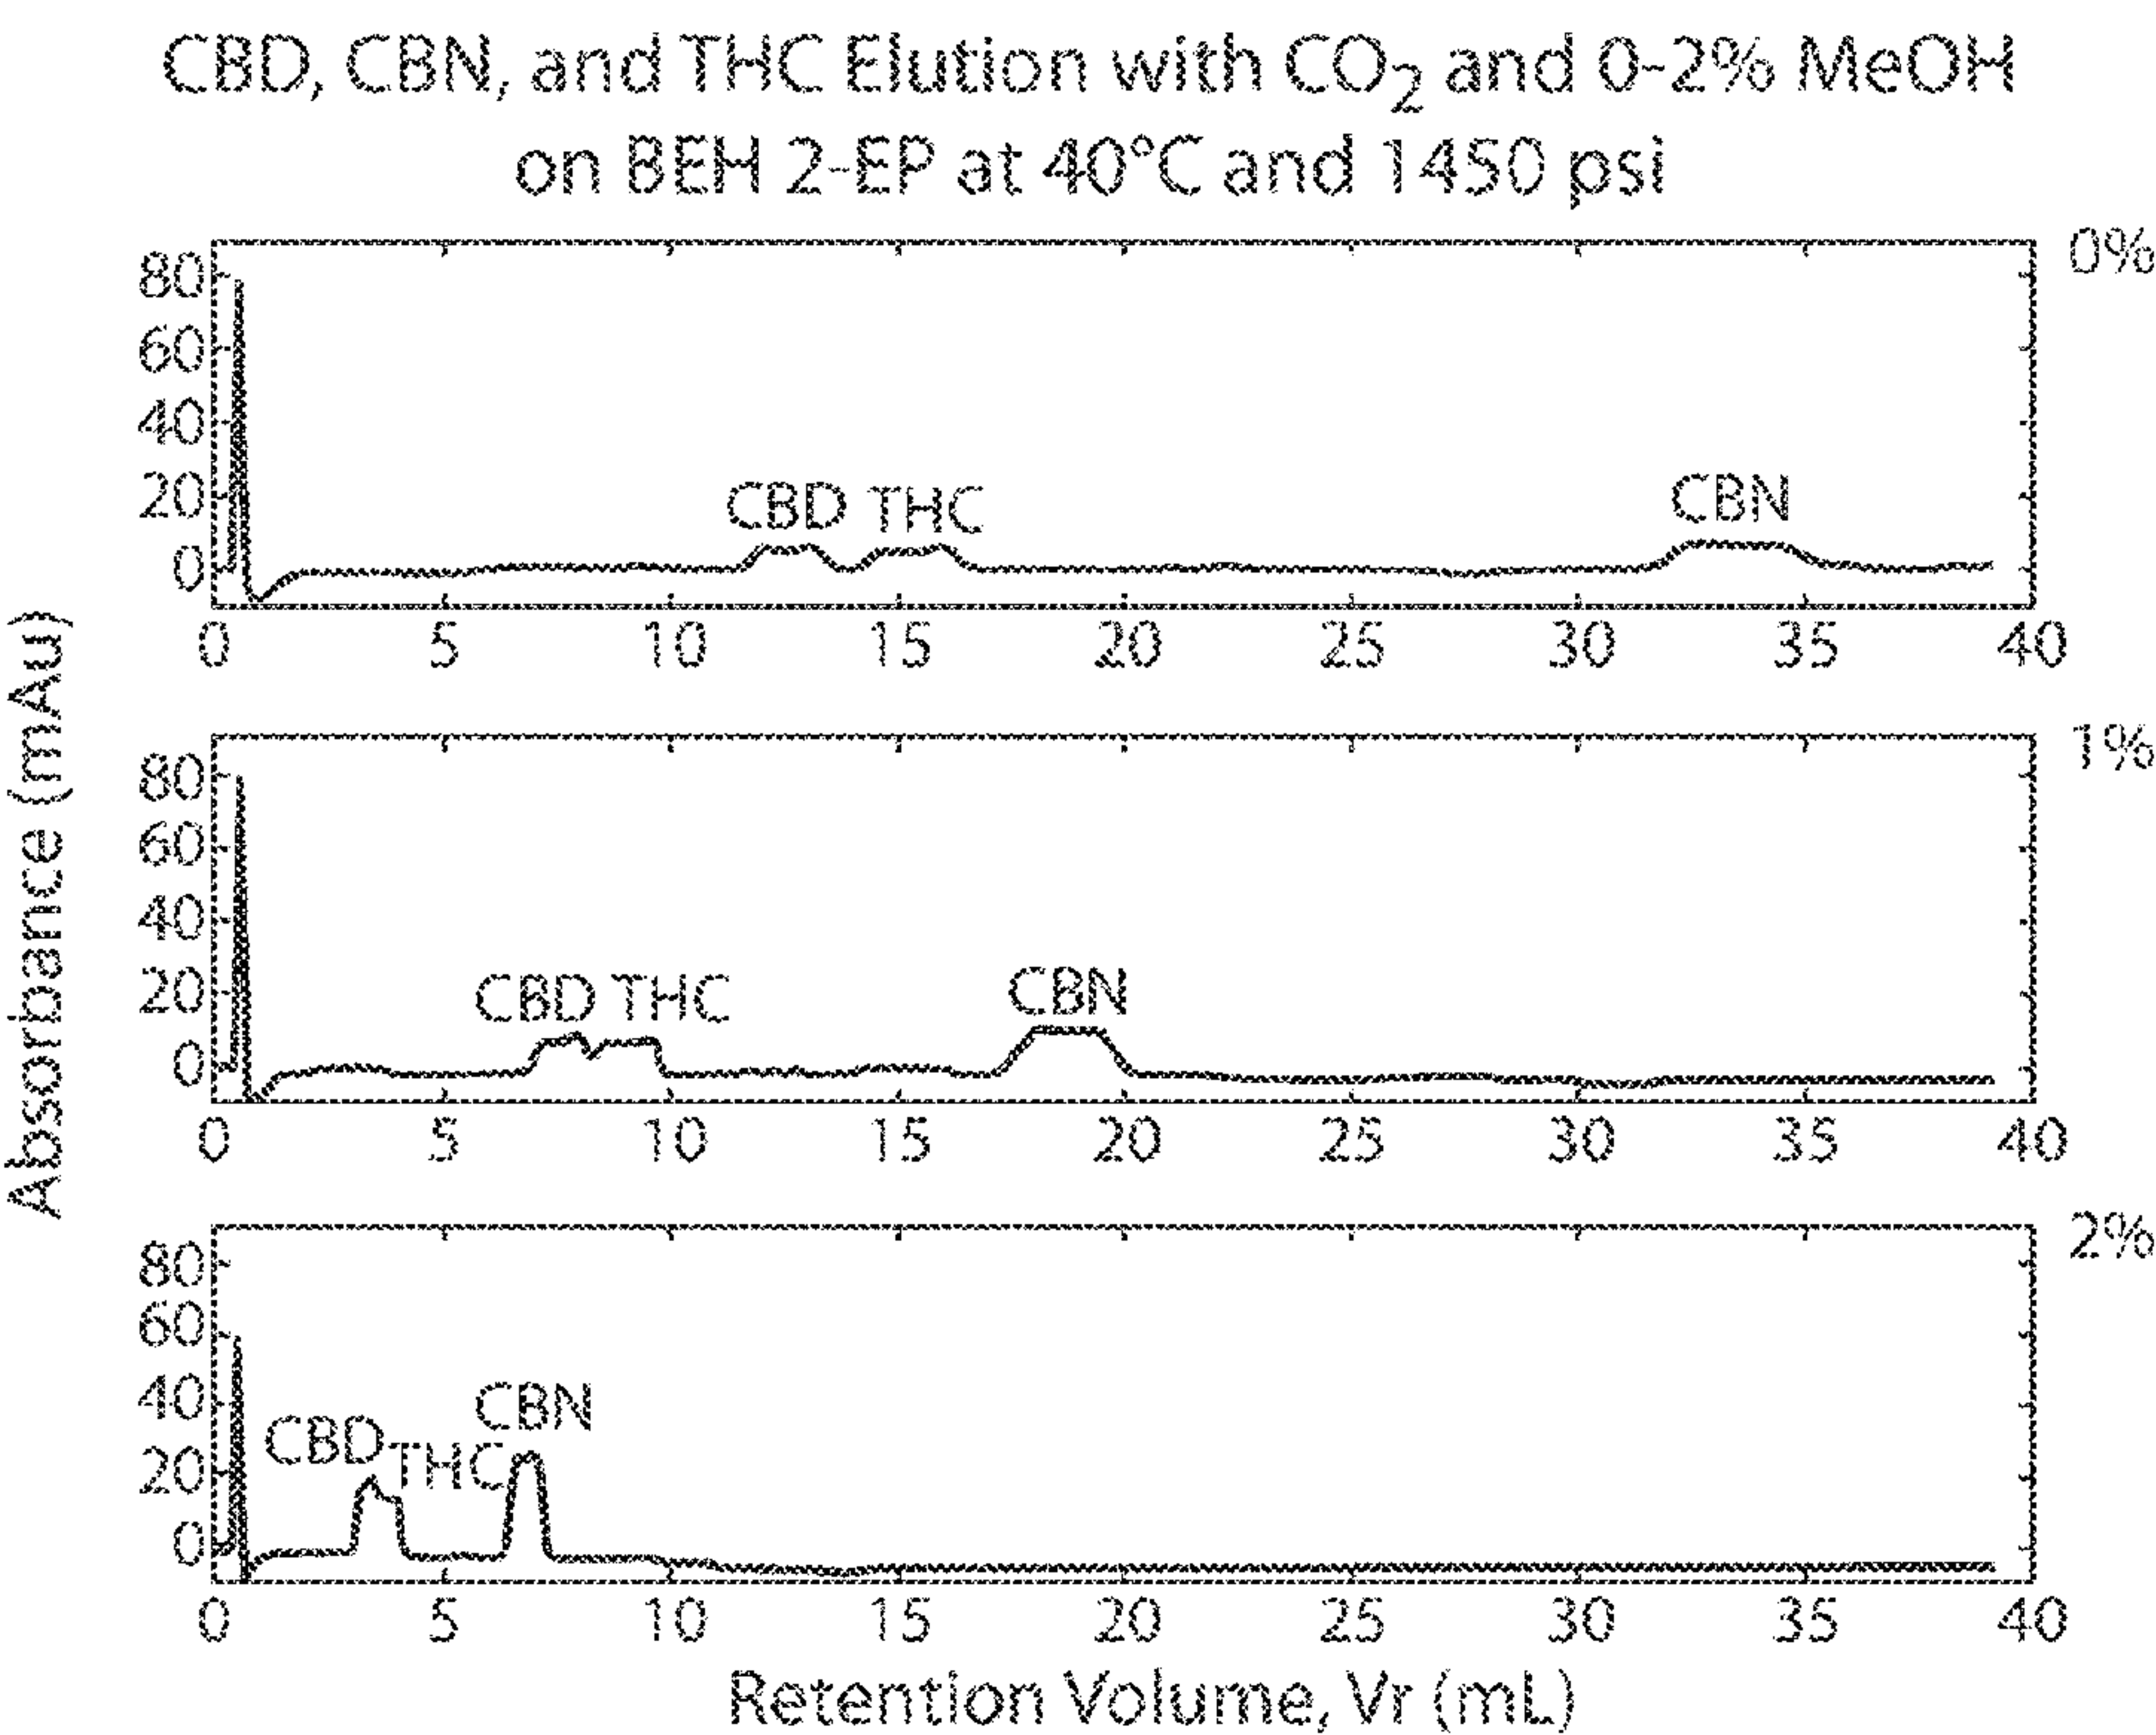 CBD, CBN, and THC Elution with CO₂ and 0-2% MeOH
on BEH 2-EP at 40°C and 1450 psi
0%
80
60
40
20
0
CBD THC CBN
0 5 10 15 20 25 30 35 40
1%
80
60
40
20
0
CBD THC CBN
0 5 10 15 20 25 30 35 40
2%
80
60
40
20
0
CBD THC CBN
0 5 10 15 20 25 30 35 40
Absorbance (mAu)
Retention Volume, Vr (mL)